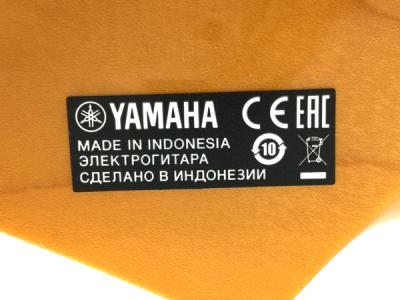 YAMAHA CE EAC
MADE IN INDONESIA 10
ЭЛЕКТРОГИТАРА
СДЕЛАНО В ИНДОНЕЗИИ